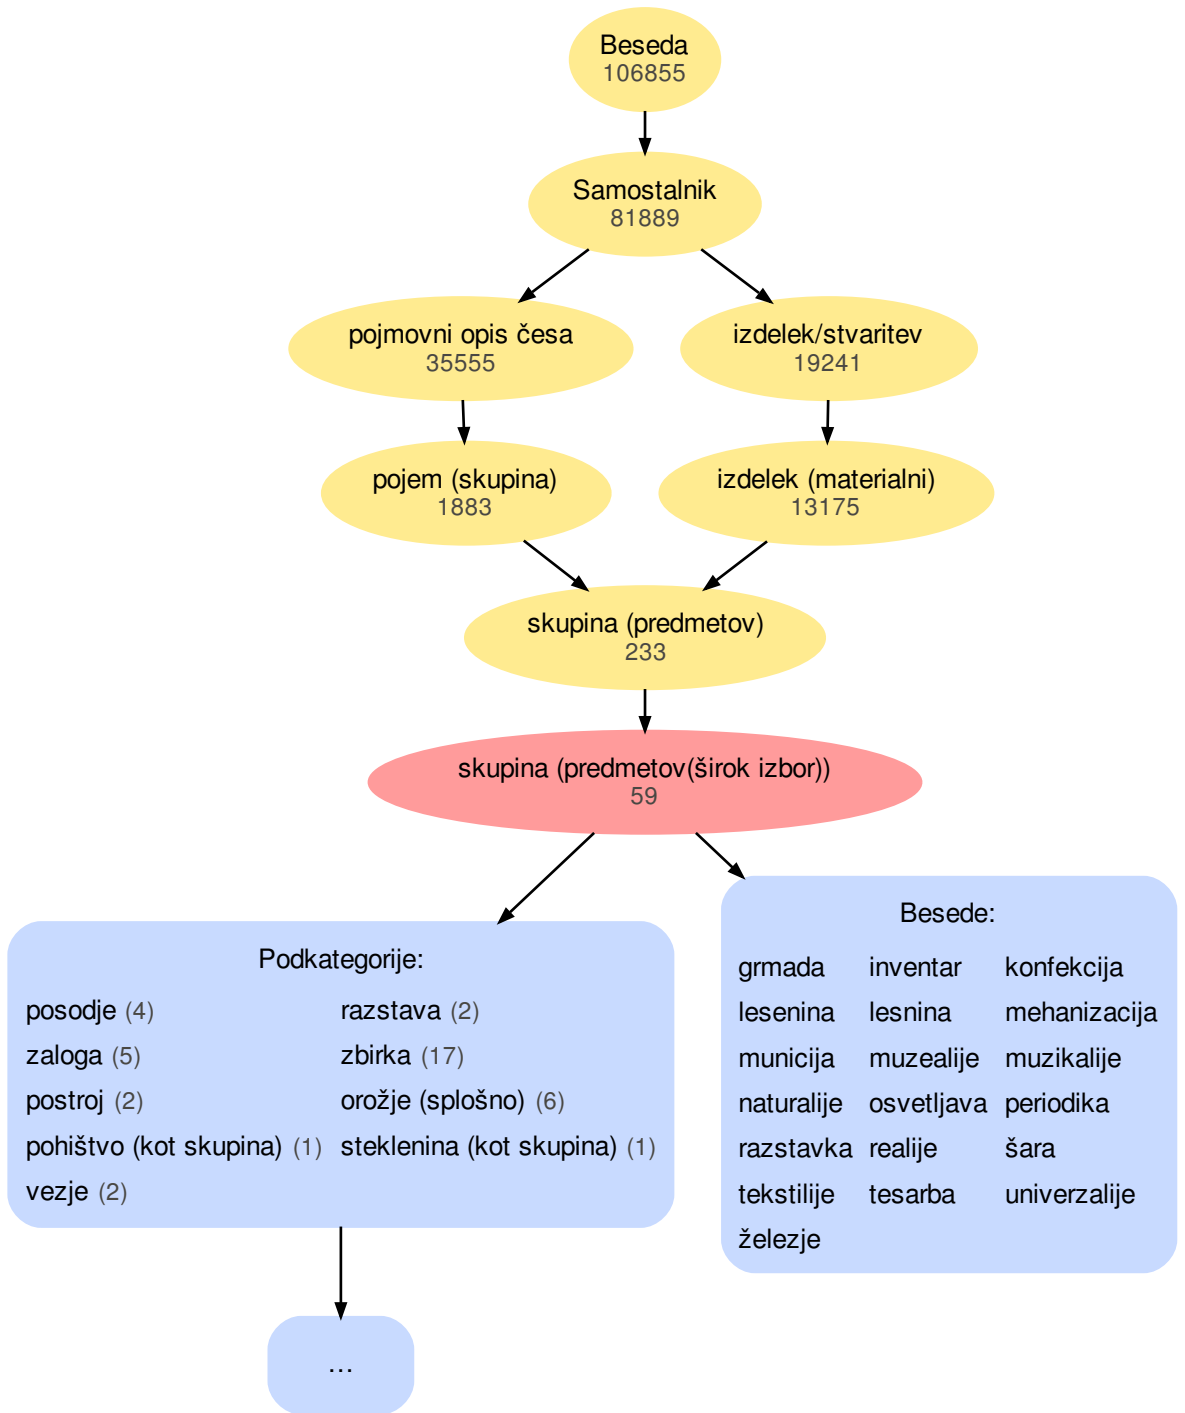 Beseda
106855
Samostalnik
81889
pojmovni opis česa
35555
izdelek/stvaritev
19241
pojem (skupina)
1883
izdelek (materialni)
13175
skupina (predmetov)
233
skupina (predmetov(širok izbor))
59
Podkategorije:
posodje (4) razstava (2)
zaloga (5) zbirka (17)
postroj (2) orožje (splošno) (6)
pohištvo (kot skupina) (1) steklenina (kot skupina) (1)
vezje (2)
Besede:
grmada inventar konfekcija
lesenina lesnina mehanizacija
municija muzealije muzikalije
naturalije osvetljava periodika
razstavka realije šara
tekstilije tesarba univerzalije
železje
...